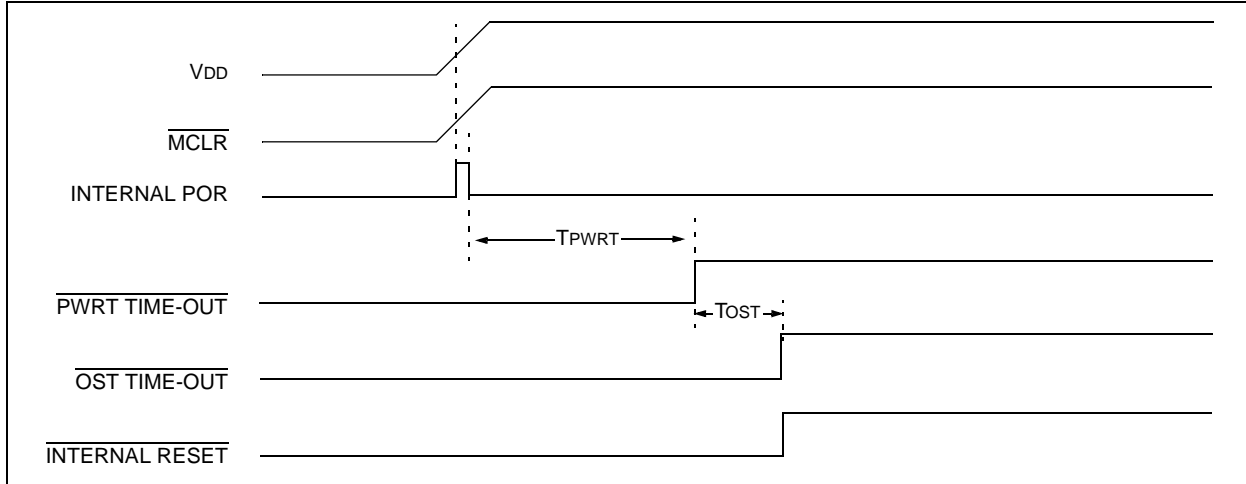 VDD
MCLR
INTERNAL POR
TPWRT
PWRT TIME-OUT
TOST
OST TIME-OUT
INTERNAL RESET